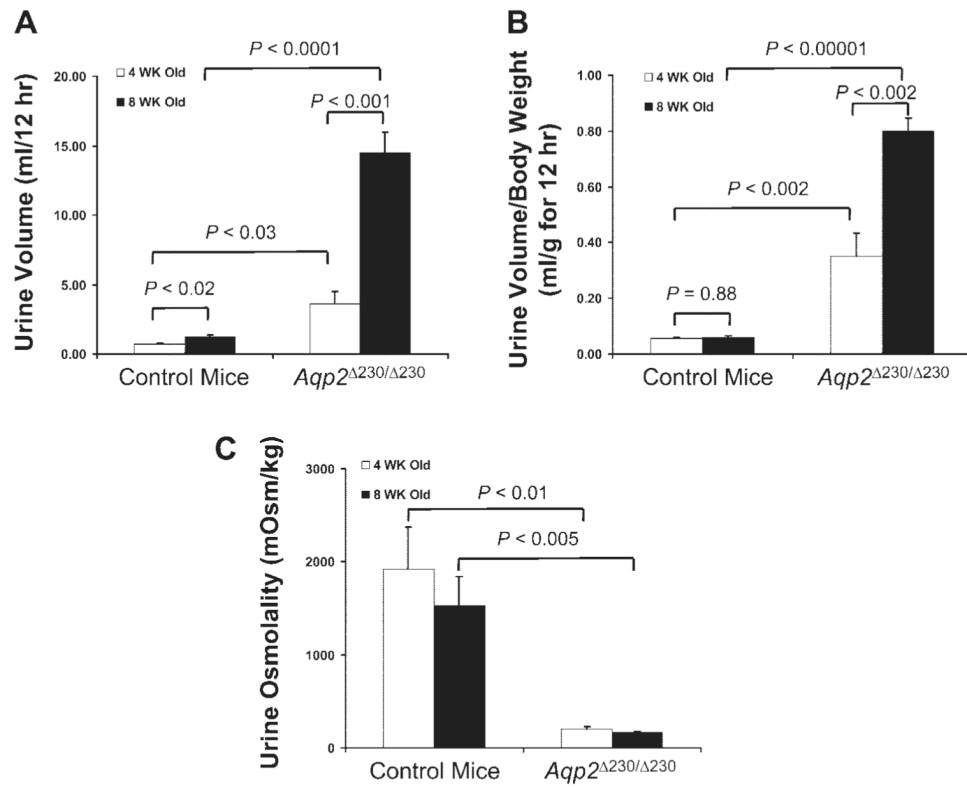 A
Urine Volume (ml/12 hr)
20.00
15.00
10.00
5.00
0.00
4 WK Old
8 WK Old
P < 0.0001
P < 0.001
P < 0.03
P < 0.02
Control Mice
Aqp2Δ230/Δ230
B
Urine Volume/Body Weight
(ml/g for 12 hr)
1.00
0.80
0.60
0.40
0.20
0.00
4 WK Old
8 WK Old
P < 0.00001
P < 0.002
P < 0.002
P = 0.88
Control Mice
Aqp2Δ230/Δ230
C
Urine Osmolality (mOsm/kg)
3000
2000
1000
0
4 WK Old
8 WK Old
P < 0.01
P < 0.005
Control Mice
Aqp2Δ230/Δ230